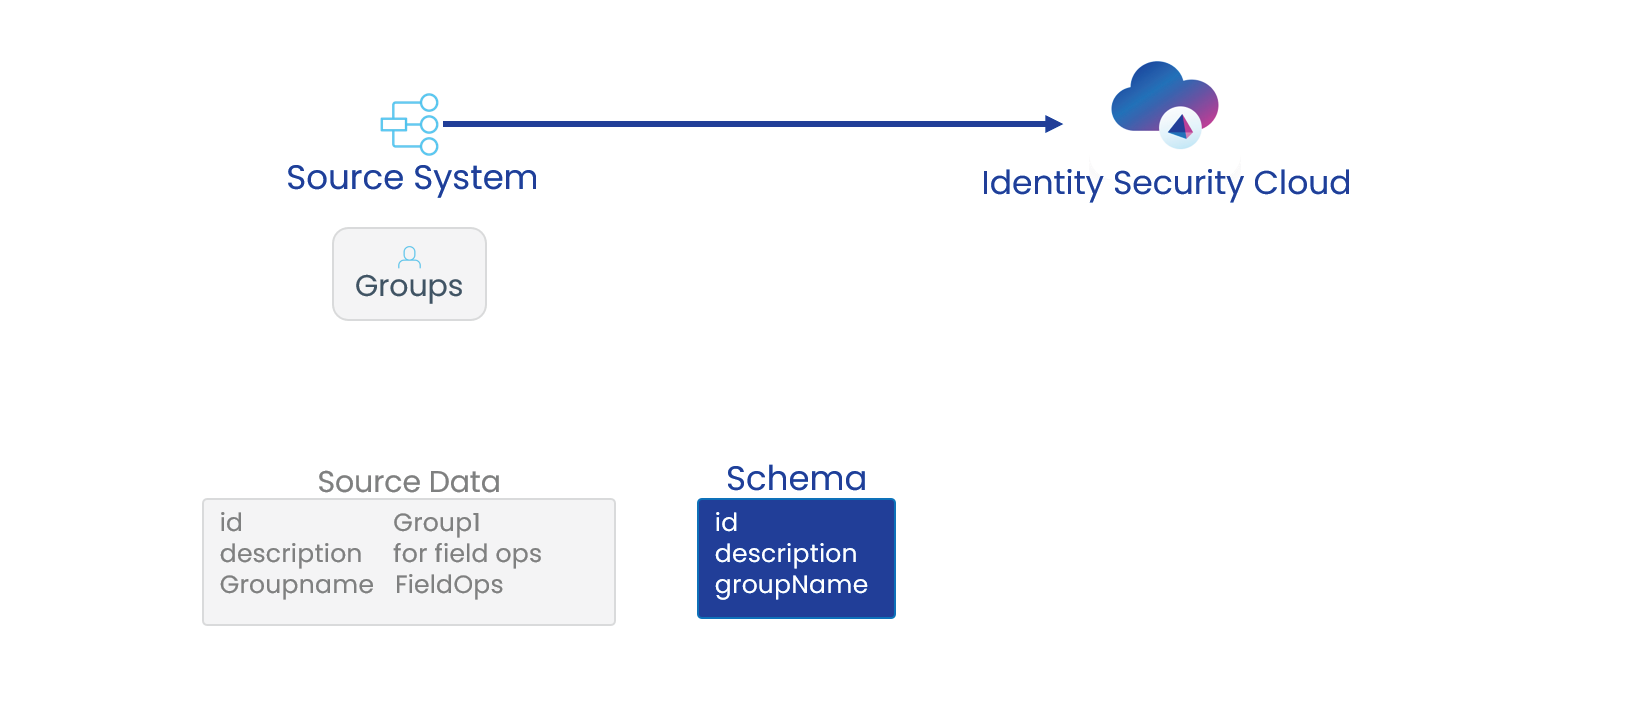 Source System
Identity Security Cloud
Groups
Source Data
id Group1
description for field ops
Groupname FieldOps
Schema
id
description
groupName